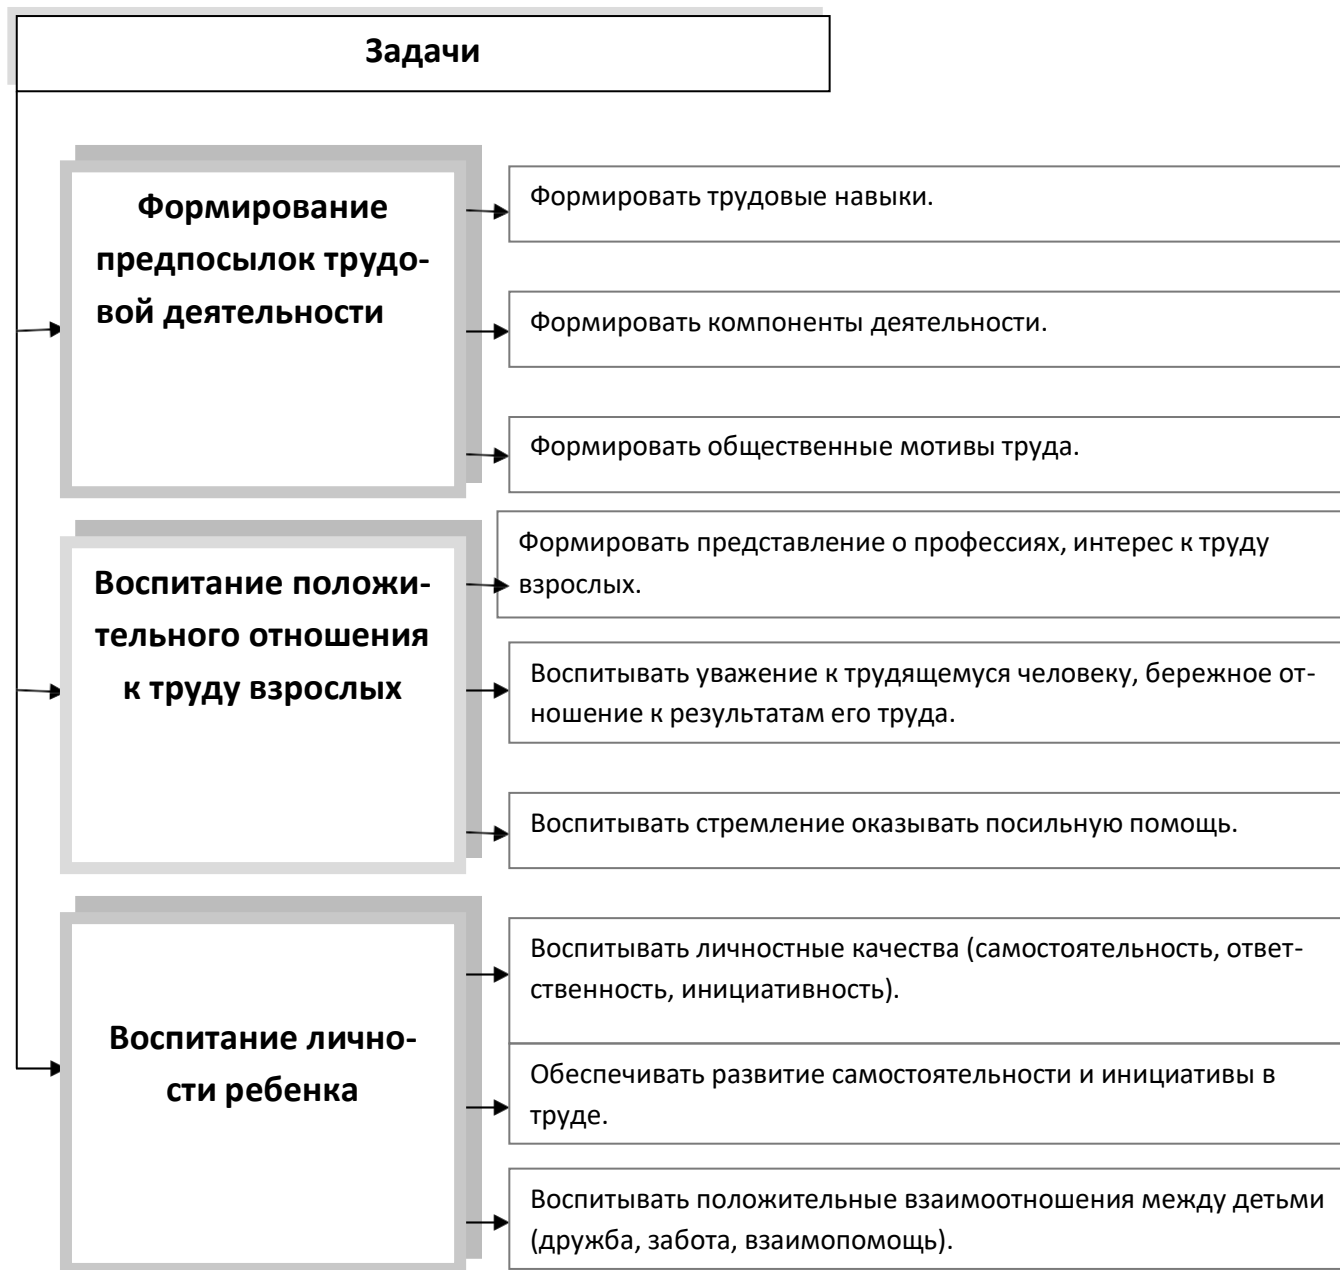 Задачи
Формирование
предпосылок трудо-
вой деятельности
Формировать трудовые навыки.
Формировать компоненты деятельности.
Формировать общественные мотивы труда.
Воспитание положи-
тельного отношения
к труду взрослых
Формировать представление о профессиях, интерес к труду
взрослых.
Воспитывать уважение к трудящемуся человеку, бережное от-
ношение к результатам его труда.
Воспитывать стремление оказывать посильную помощь.
Воспитание лично-
сти ребенка
Воспитывать личностные качества (самостоятельность, ответ-
ственность, инициативность).
Обеспечивать развитие самостоятельности и инициативы в
труде.
Воспитывать положительные взаимоотношения между детьми
(дружба, забота, взаимопомощь).